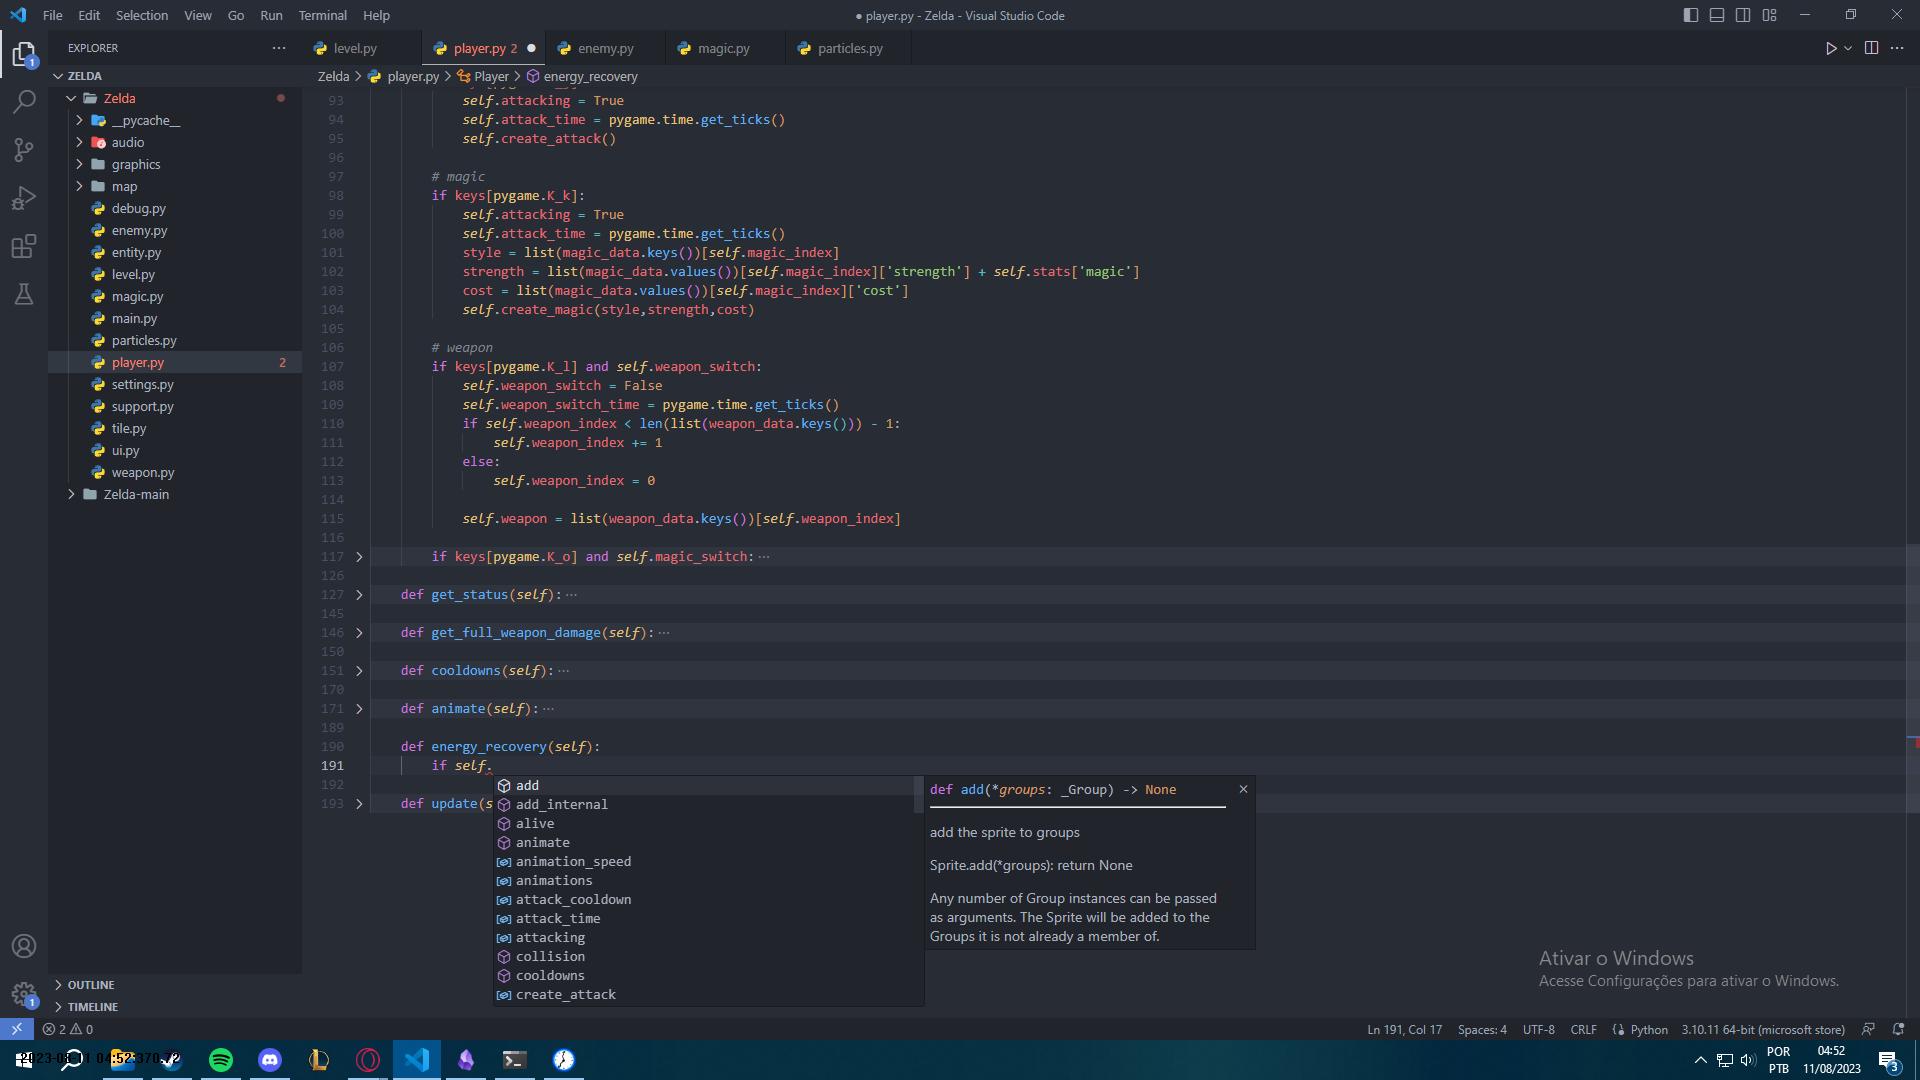 File Edit Selection View Go Run Terminal Help
● player.py - Zelda - Visual Studio Code
EXPLORER
level.py
player.py 2
enemy.py
magic.py
particles.py
ZELDA
Zelda > player.py > Player > energy_recovery
Zelda
__pycache__
audio
graphics
map
debug.py
enemy.py
entity.py
level.py
magic.py
main.py
particles.py
player.py 2
settings.py
support.py
tile.py
ui.py
weapon.py
Zelda-main
OUTLINE
TIMELINE
93 self.attacking = True
94 self.attack_time = pygame.time.get_ticks()
95 self.create_attack()
96
97 # magic
98 if keys[pygame.K_k]:
99 self.attacking = True
100 self.attack_time = pygame.time.get_ticks()
101 style = list(magic_data.keys())[self.magic_index]
102 strength = list(magic_data.values())[self.magic_index]['strength'] + self.stats['magic']
103 cost = list(magic_data.values())[self.magic_index]['cost']
104 self.create_magic(style,strength,cost)
105
106 # weapon
107 if keys[pygame.K_l] and self.weapon_switch:
108 self.weapon_switch = False
109 self.weapon_switch_time = pygame.time.get_ticks()
110 if self.weapon_index < len(list(weapon_data.keys())) - 1:
111 self.weapon_index += 1
112 else:
113 self.weapon_index = 0
114
115 self.weapon = list(weapon_data.keys())[self.weapon_index]
116
117 if keys[pygame.K_o] and self.magic_switch: ···
126
127 def get_status(self): ···
145
146 def get_full_weapon_damage(self): ···
150
151 def cooldowns(self): ···
170
171 def animate(self): ···
189
190 def energy_recovery(self):
191 if self.
192
193 def update(s
add
add_internal
alive
animate
animation_speed
animations
attack_cooldown
attack_time
attacking
collision
cooldowns
create_attack
def add(*groups: _Group) -> None
add the sprite to groups
Sprite.add(*groups): return None
Any number of Group instances can be passed
as arguments. The Sprite will be added to the
Groups it is not already a member of.
Ativar o Windows
Acesse Configurações para ativar o Windows.
1
1
2 0
Ln 191, Col 17 Spaces: 4 UTF-8 CRLF Python 3.10.11 64-bit (microsoft store)
POR
PTB
04:52
11/08/2023
3